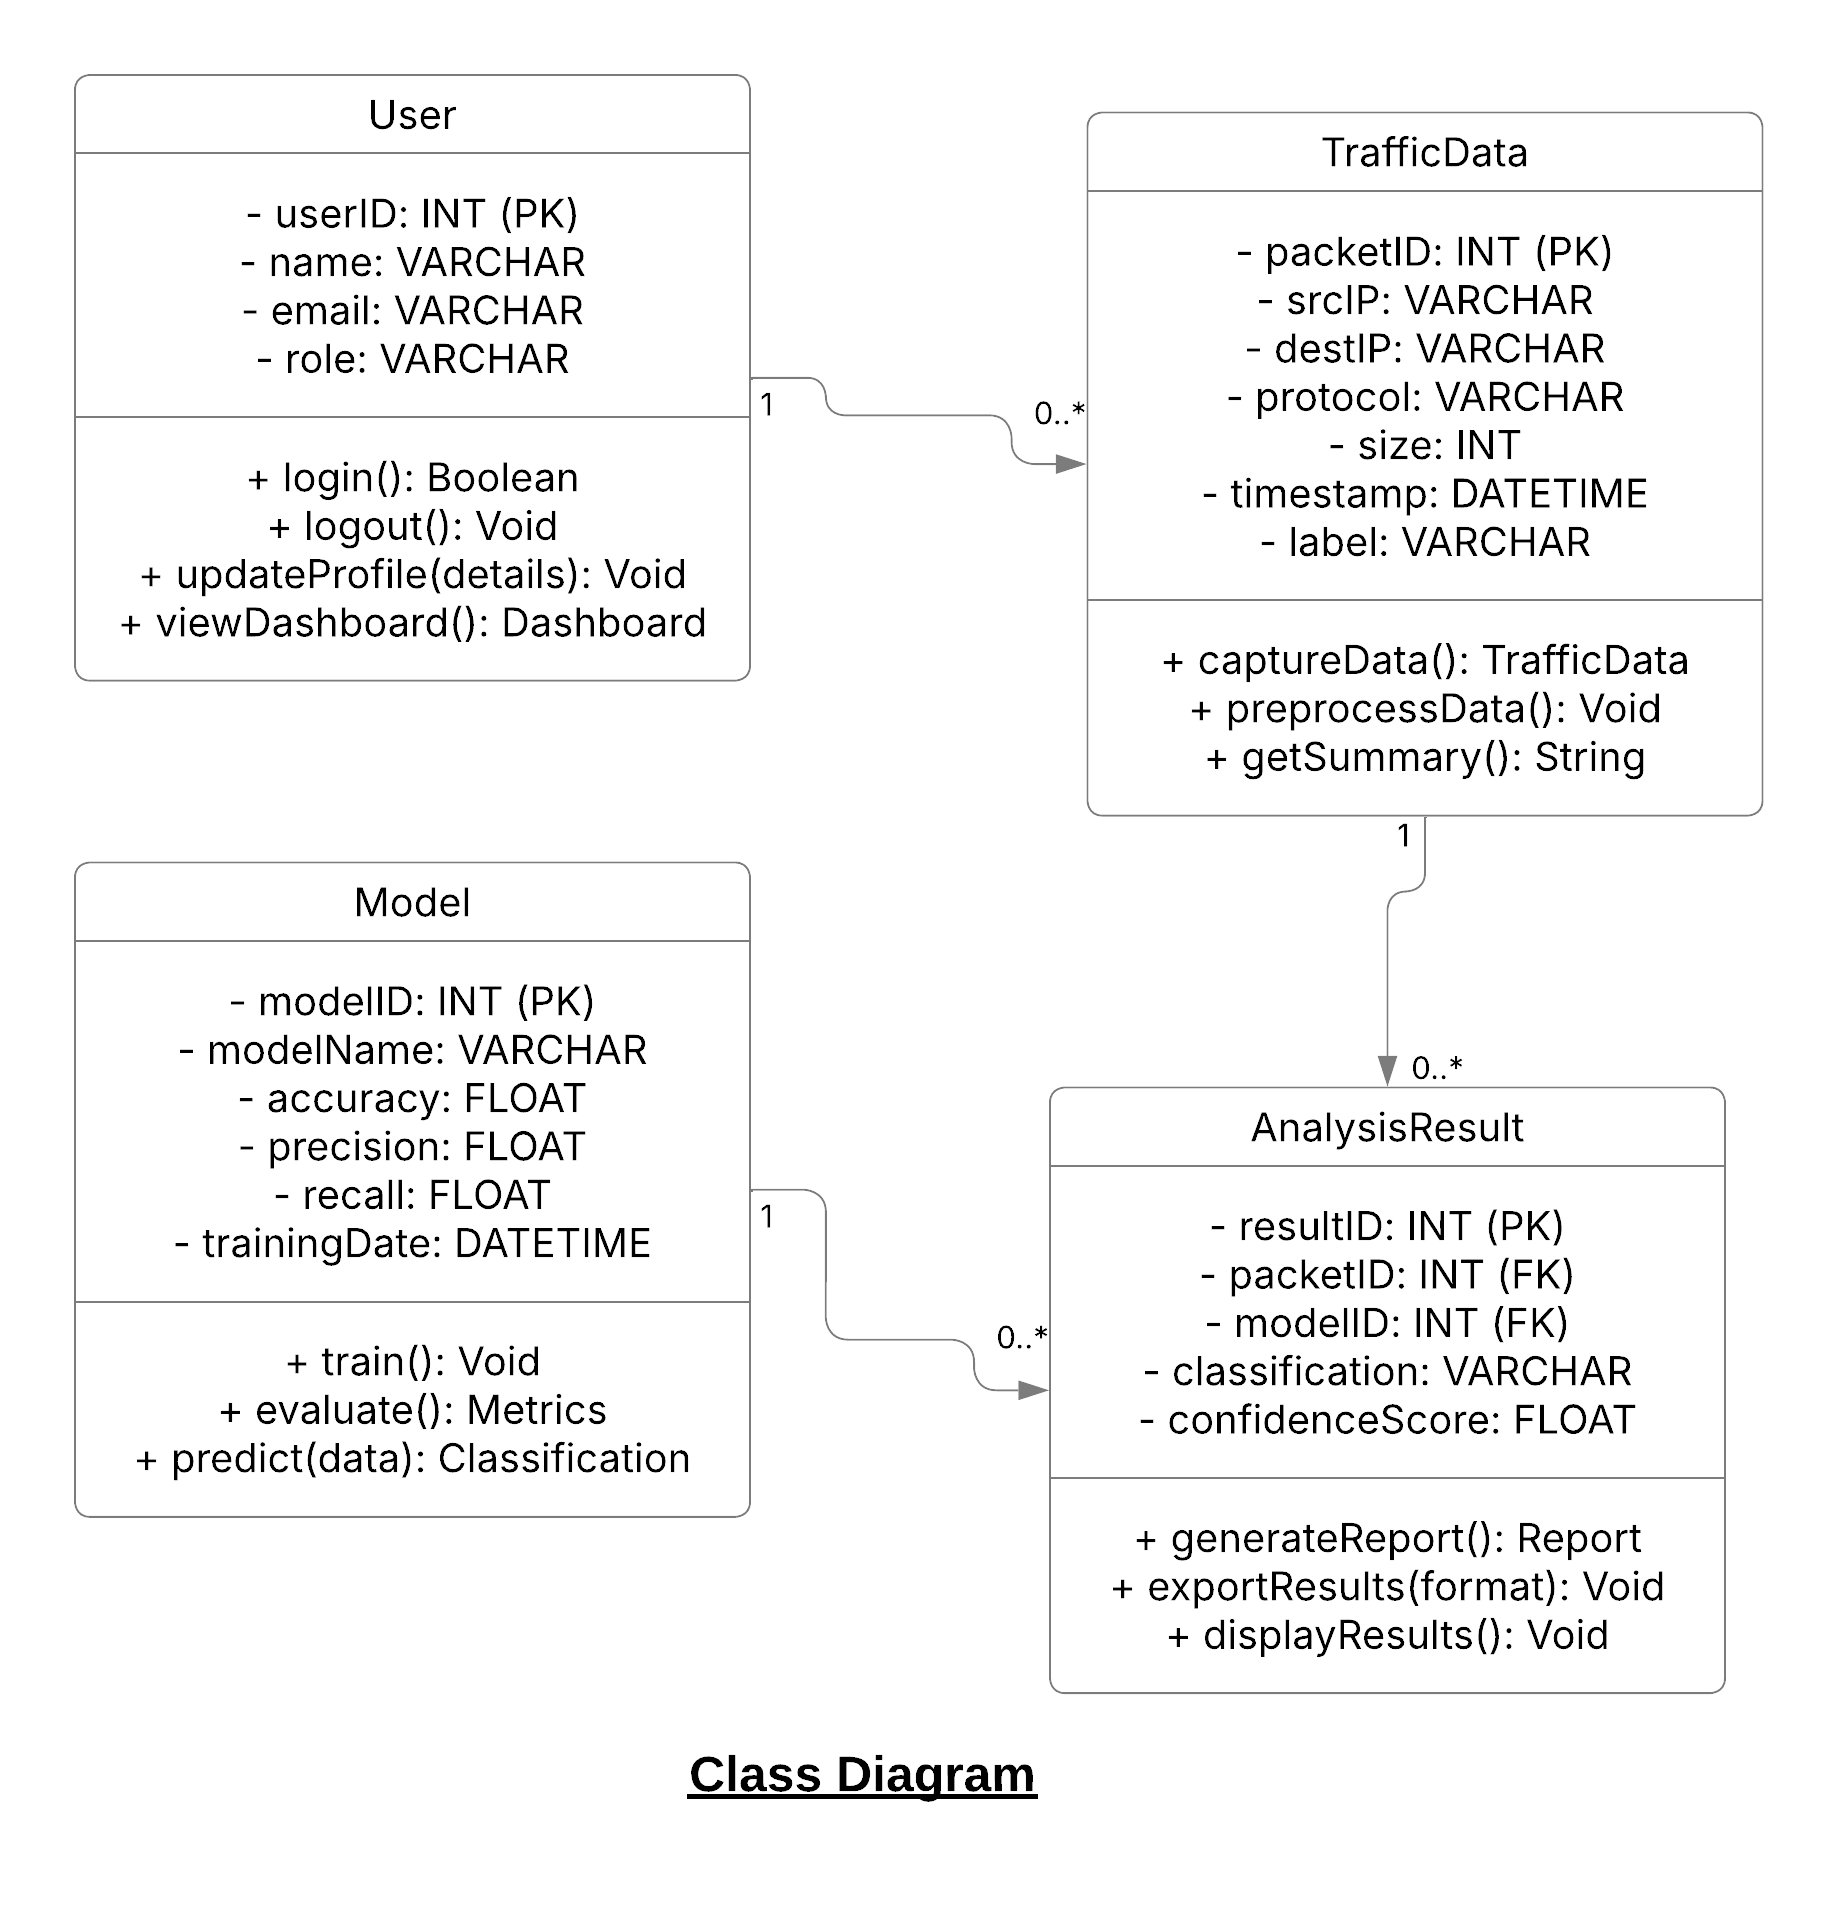 User
- userID: INT (PK)
- name: VARCHAR
- email: VARCHAR
- role: VARCHAR
+ login(): Boolean
+ logout(): Void
+ updateProfile(details): Void
+ viewDashboard(): Dashboard
1
0..*
TrafficData
- packetID: INT (PK)
- srcIP: VARCHAR
- destIP: VARCHAR
- protocol: VARCHAR
- size: INT
- timestamp: DATETIME
- label: VARCHAR
+ captureData(): TrafficData
+ preprocessData(): Void
+ getSummary(): String
1
0..*
Model
- modelID: INT (PK)
- modelName: VARCHAR
- accuracy: FLOAT
- precision: FLOAT
- recall: FLOAT
- trainingDate: DATETIME
+ train(): Void
+ evaluate(): Metrics
+ predict(data): Classification
1
0..*
AnalysisResult
- resultID: INT (PK)
- packetID: INT (FK)
- modelID: INT (FK)
- classification: VARCHAR
- confidenceScore: FLOAT
+ generateReport(): Report
+ exportResults(format): Void
+ displayResults(): Void
Class Diagram